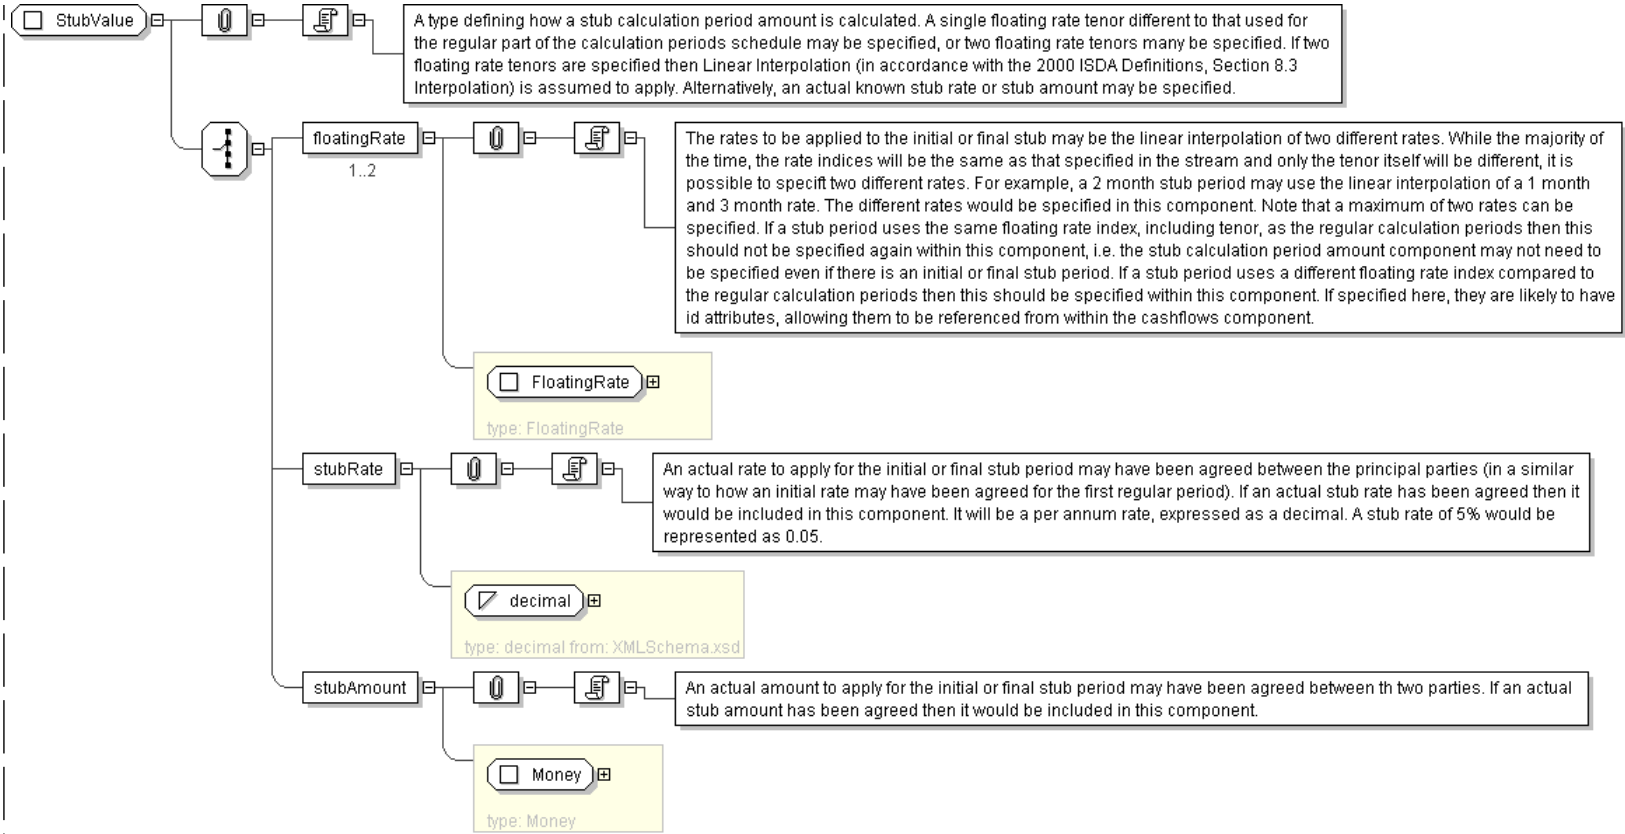 StubValue
A type defining how a stub calculation period amount is calculated. A single floating rate tenor different to that used for
the regular part of the calculation periods schedule may be specified, or two floating rate tenors many be specified. If two
floating rate tenors are specified then Linear Interpolation (in accordance with the 2000 ISDA Definitions, Section 8.3
Interpolation) is assumed to apply. Alternatively, an actual known stub rate or stub amount may be specified.
floatingRate
1..2
The rates to be applied to the initial or final stub may be the linear interpolation of two different rates. While the majority of
the time, the rate indices will be the same as that specified in the stream and only the tenor itself will be different, it is
possible to specift two different rates. For example, a 2 month stub period may use the linear interpolation of a 1 month
and 3 month rate. The different rates would be specified in this component. Note that a maximum of two rates can be
specified. If a stub period uses the same floating rate index, including tenor, as the regular calculation periods then this
should not be specified again within this component, i.e. the stub calculation period amount component may not need to
be specified even if there is an initial or final stub period. If a stub period uses a different floating rate index compared to
the regular calculation periods then this should be specified within this component. If specified here, they are likely to have
id attributes, allowing them to be referenced from within the cashflows component.
FloatingRate
type: FloatingRate
stubRate
An actual rate to apply for the initial or final stub period may have been agreed between the principal parties (in a similar
way to how an initial rate may have been agreed for the first regular period). If an actual stub rate has been agreed then it
would be included in this component. It will be a per annum rate, expressed as a decimal. A stub rate of 5% would be
represented as 0.05.
decimal
type: decimal from: XMLSchema.xsd
stubAmount
An actual amount to apply for the initial or final stub period may have been agreed between th two parties. If an actual
stub amount has been agreed then it would be included in this component.
Money
type: Money